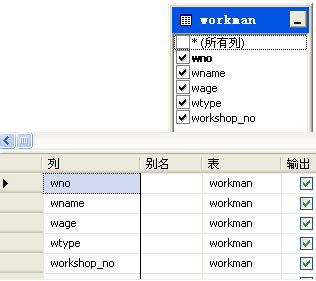 workman
* (所有列)
wno
wname
wage
wtype
workshop_no
列 别名 表 输出
wno workman
wname workman
wage workman
wtype workman
workshop_no workman